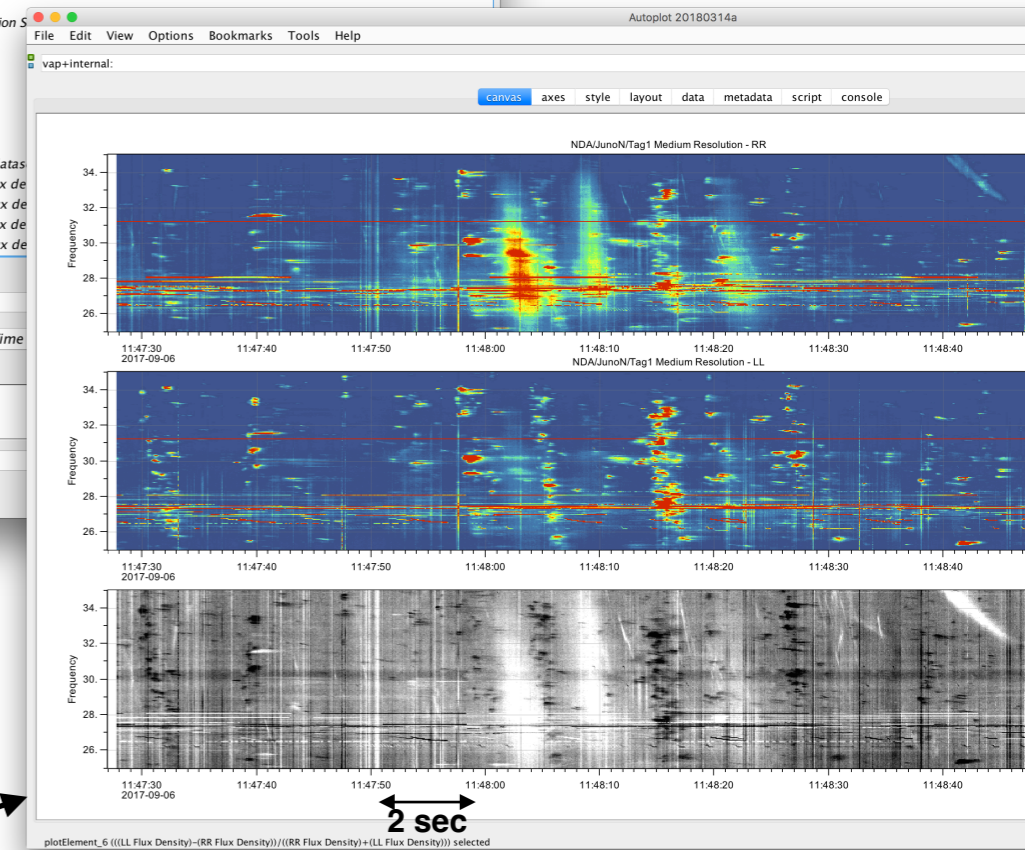 ion S
atas
x de
x de
x de
x de
ime
Autoplot 20180314a
File Edit View Options Bookmarks Tools Help
vap+internal:
canvas axes style layout data metadata script console
NDA/JunoN/Tag1 Medium Resolution - RR
Frequency
34.
32.
30.
28.
26.
11:47:30 11:47:40 11:47:50 11:48:00 11:48:10 11:48:20 11:48:30 11:48:40
2017-09-06
NDA/JunoN/Tag1 Medium Resolution - LL
Frequency
34.
32.
30.
28.
26.
11:47:30 11:47:40 11:47:50 11:48:00 11:48:10 11:48:20 11:48:30 11:48:40
2017-09-06
Frequency
34.
32.
30.
28.
26.
11:47:30 11:47:40 11:47:50 11:48:00 11:48:10 11:48:20 11:48:30 11:48:40
2017-09-06
2 sec
plotElement_6 (((LL Flux Density)-(RR Flux Density))/((RR Flux Density)+(LL Flux Density))) selected